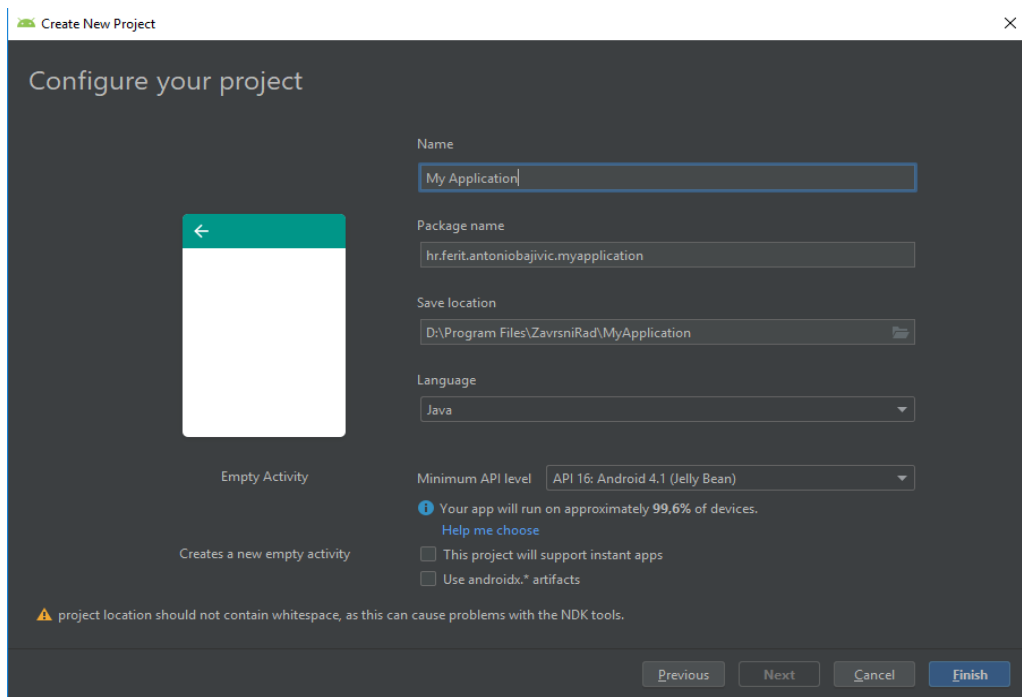 Create New Project
Configure your project
Name
My Application
Package name
hr.ferit.antoniobajivic.myapplication
Save location
D:\Program Files\ZavrsniRad\MyApplication
Language
Java
Empty Activity
Minimum API level API 16: Android 4.1 (Jelly Bean)
Your app will run on approximately 99,6% of devices.
Help me choose
Creates a new empty activity
This project will support instant apps
Use androidx.* artifacts
project location should not contain whitespace, as this can cause problems with the NDK tools.
Previous Next Cancel Finish